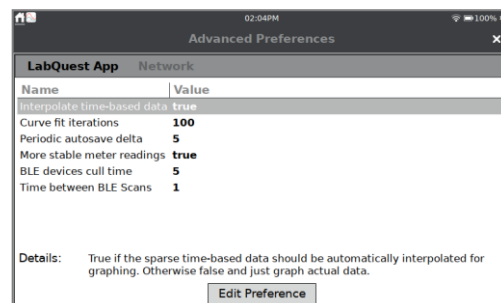 02:04PM 100%
Advanced Preferences x
LabQuest App Network
Name Value
Interpolate time-based data true
Curve fit iterations 100
Periodic autosave delta 5
More stable meter readings true
BLE devices cull time 5
Time between BLE Scans 1
Details: True if the sparse time-based data should be automatically interpolated for
graphing. Otherwise false and just graph actual data.
Edit Preference